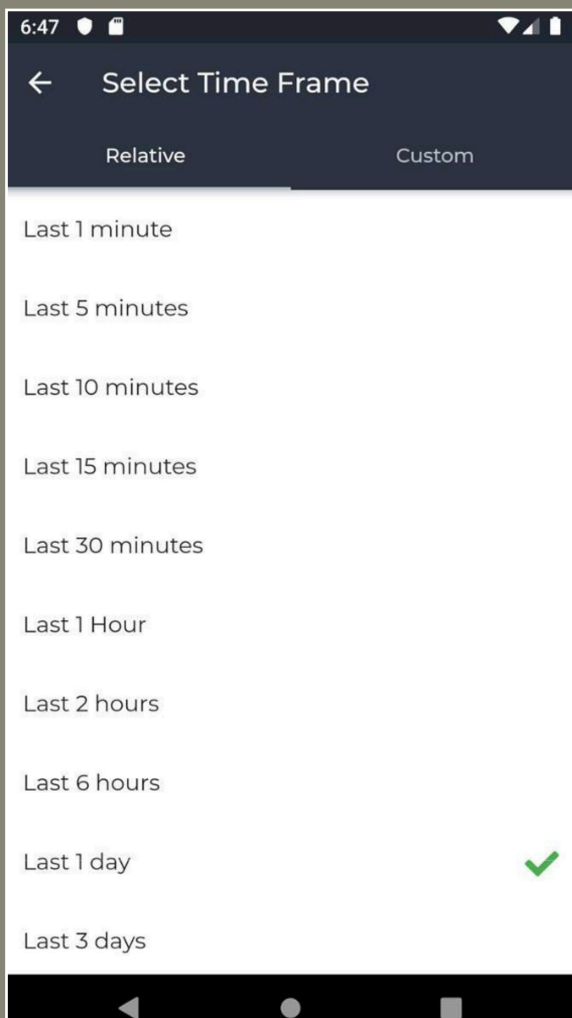 6:47
Select Time Frame
Relative Custom
Last 1 minute
Last 5 minutes
Last 10 minutes
Last 15 minutes
Last 30 minutes
Last 1 Hour
Last 2 hours
Last 6 hours
Last 1 day
Last 3 days